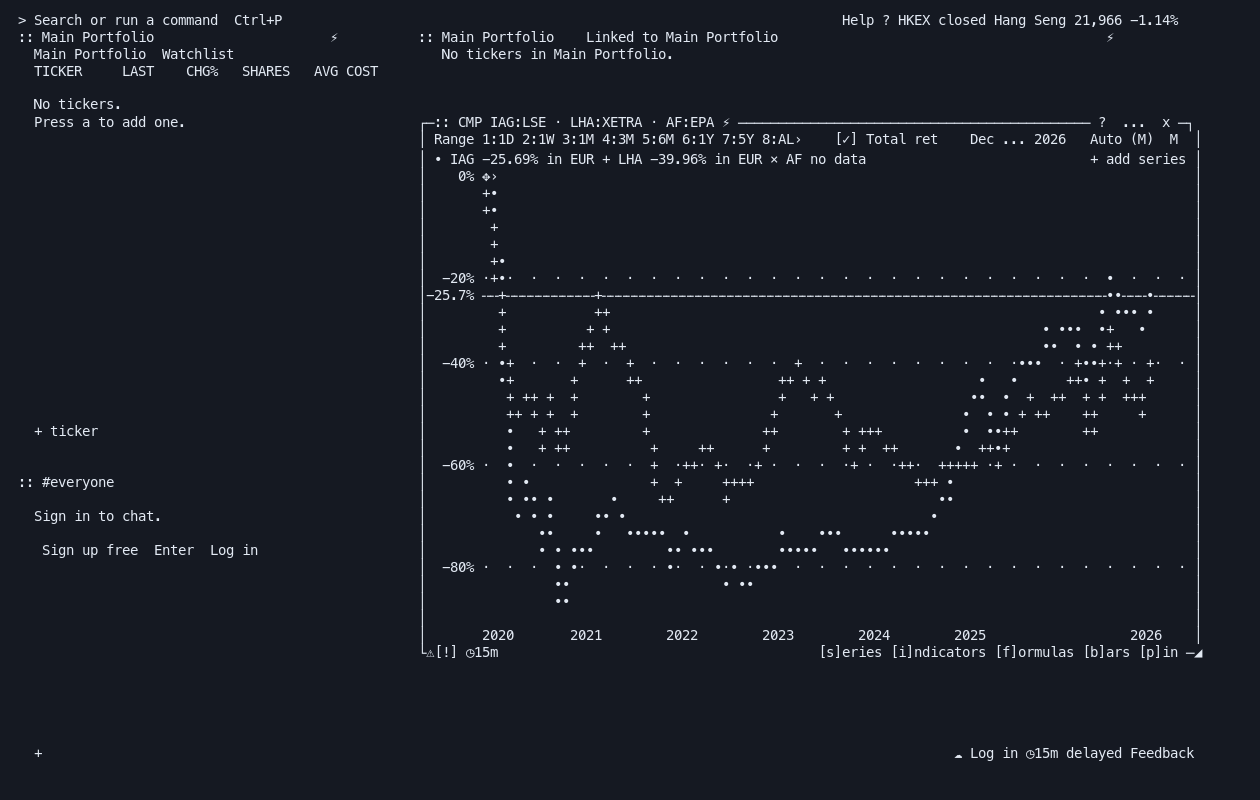 > Search or run a command  Ctrl+P    Help ? HKEX closed Hang Seng 21,966 −1.14%
:: Main Portfolio ⚡    :: Main Portfolio    Linked to Main Portfolio ⚡
Main Portfolio  Watchlist    No tickers in Main Portfolio.
TICKER  LAST  CHG%  SHARES  AVG COST
No tickers.
Press a to add one.
:: CMP IAG:LSE · LHA:XETRA · AF:EPA ⚡ ? ... x
Range 1:1D 2:1W 3:1M 4:3M 5:6M 6:1Y 7:5Y 8:AL›    [✓] Total ret    Dec ... 2026   Auto (M)  M
• IAG −25.69% in EUR + LHA −39.96% in EUR × AF no data    + add series
0%
−20%
−25.7%
−40%
+ ticker
−60%
:: #everyone
Sign in to chat.
Sign up free  Enter  Log in
−80%
2020  2021  2022  2023  2024  2025  2026
⚠[!] ◷15m    [s]eries [i]ndicators [f]ormulas [b]ars [p]in
+    ☁ Log in ◷15m delayed Feedback